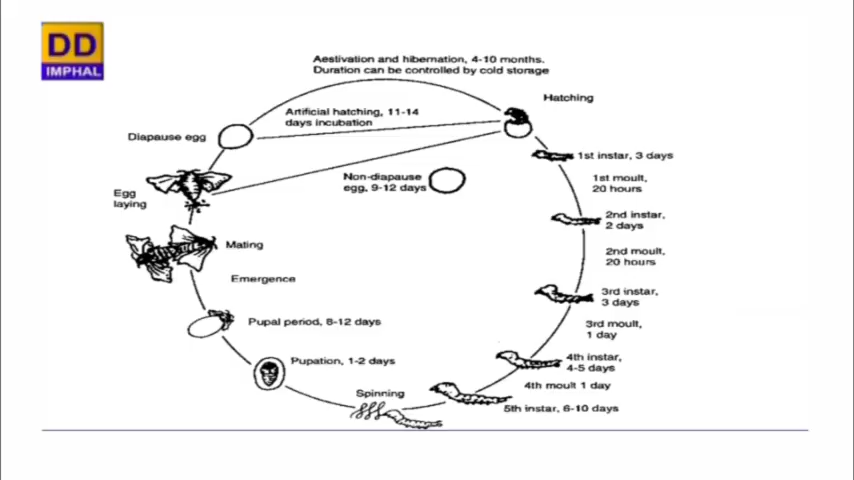 DD
IMPHAL
Aestivation and hibernation, 4-10 months.
Duration can be controlled by cold storage
Hatching
Artificial hatching, 11-14
days incubation
Diapause egg
1st instar, 3 days
Non-diapause
egg, 9-12 days
1st moult,
20 hours
Egg
laying
2nd instar,
2 days
Mating
2nd moult,
20 hours
Emergence
3rd instar,
3 days
Pupal period, 8-12 days
3rd moult,
1 day
Pupation, 1-2 days
4th instar,
4-5 days
4th moult 1 day
Spinning
5th instar, 6-10 days